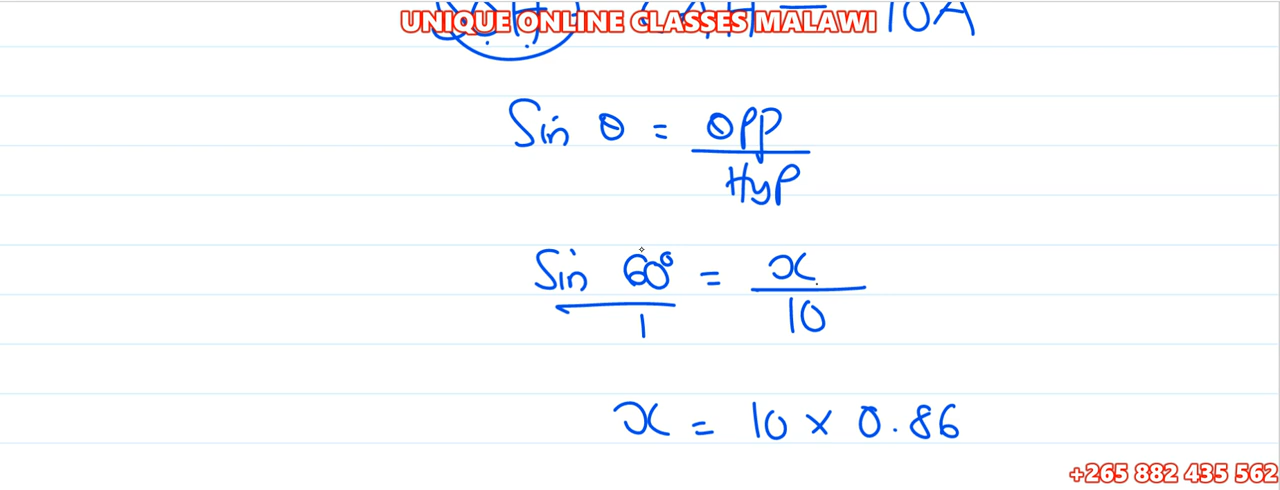 UNIQUE ONLINE CLASSES MALAWI
Sin θ = Opp
Hyp
Sin 60° = x
1 10
x = 10 × 0.86
+265 882 435 562